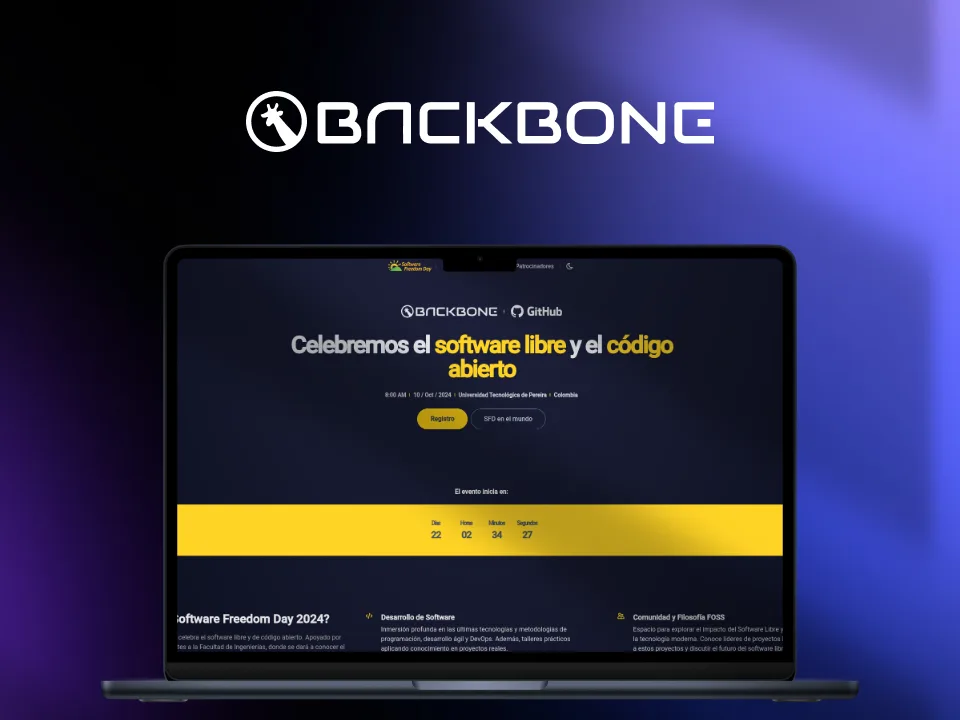 BACKBONE
Software
Freedom Day
Patrocinadores
BACKBONE GitHub
Celebremos el software libre y el código
abierto
8:00 AM 10 / Oct / 2024 Universidad Tecnológica de Pereira Colombia
Registro SFD en el mundo
El evento inicia en:
Días Horas Minutos Segundos
22 02 34 27
Software Freedom Day 2024?
celebra el software libre y de código abierto. Apoyado por
tes a la Facultad de Ingenierías, donde se dará a conocer el
</> Desarrollo de Software
Inmersión profunda en las últimas tecnologías y metodologías de
programación, desarrollo ágil y DevOps. Además, talleres prácticos
aplicando conocimiento en proyectos reales.
Comunidad y Filosofía FOSS
Espacio para explorar el impacto del Software Libre y
la tecnología moderna. Conoce líderes de proyectos l
a estos proyectos y discutir el futuro del software libr